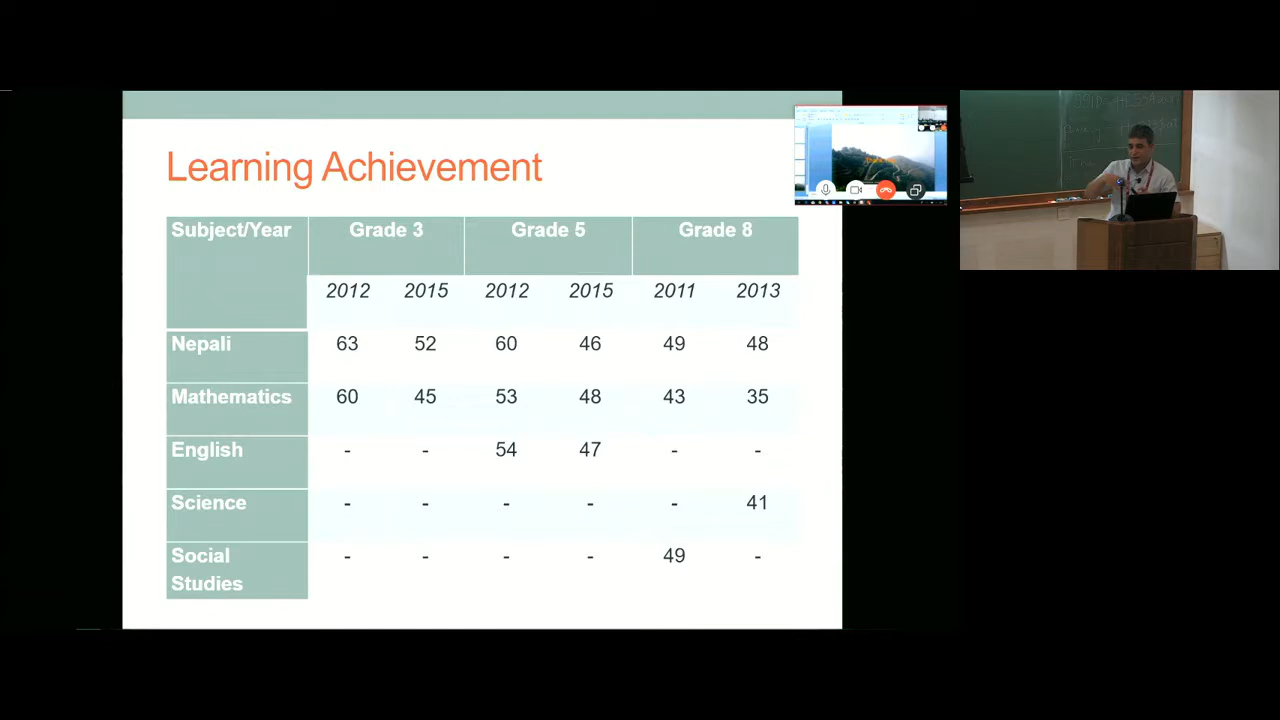 Learning Achievement
Subject/Year Grade 3 Grade 5 Grade 8
2012 2015 2012 2015 2011 2013
Nepali 63 52 60 46 49 48
Mathematics 60 45 53 48 43 35
English - - 54 47 - -
Science - - - - - 41
Social Studies - - - - 49 -